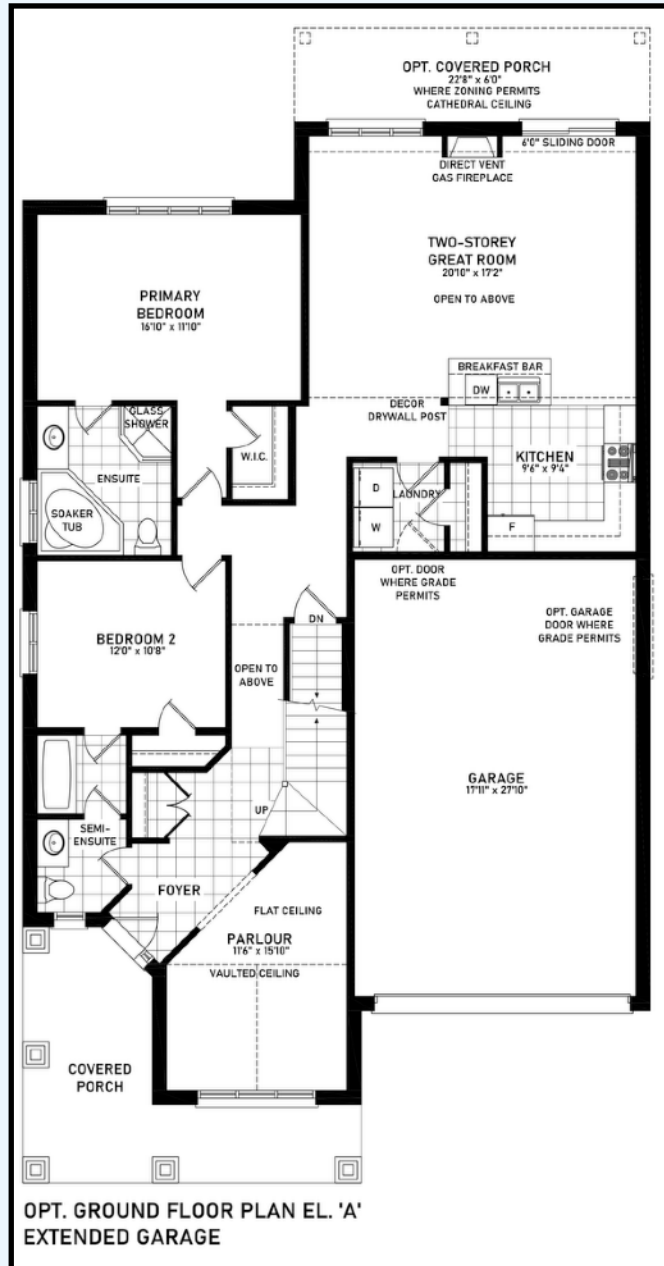 OPT. COVERED PORCH
22'8" x 6'0"
WHERE ZONING PERMITS
CATHEDRAL CEILING
6'0" SLIDING DOOR
DIRECT VENT
GAS FIREPLACE
TWO-STOREY
GREAT ROOM
20'10" x 17'2"
OPEN TO ABOVE
PRIMARY
BEDROOM
16'10" x 11'10"
BREAKFAST BAR
DW
DECOR
DRYWALL POST
GLASS
SHOWER
W.I.C.
ENSUITE
SOAKER
TUB
KITCHEN
9'6" x 9'4"
D
LAUNDRY
W
F
OPT. DOOR
WHERE GRADE
PERMITS
OPT. GARAGE
DOOR WHERE
GRADE PERMITS
BEDROOM 2
12'0" x 10'8"
DN
OPEN TO
ABOVE
GARAGE
17'11" x 27'10"
UP
SEMI-
ENSUITE
FOYER
FLAT CEILING
PARLOUR
11'6" x 15'10"
VAULTED CEILING
COVERED
PORCH
OPT. GROUND FLOOR PLAN EL. 'A'
EXTENDED GARAGE